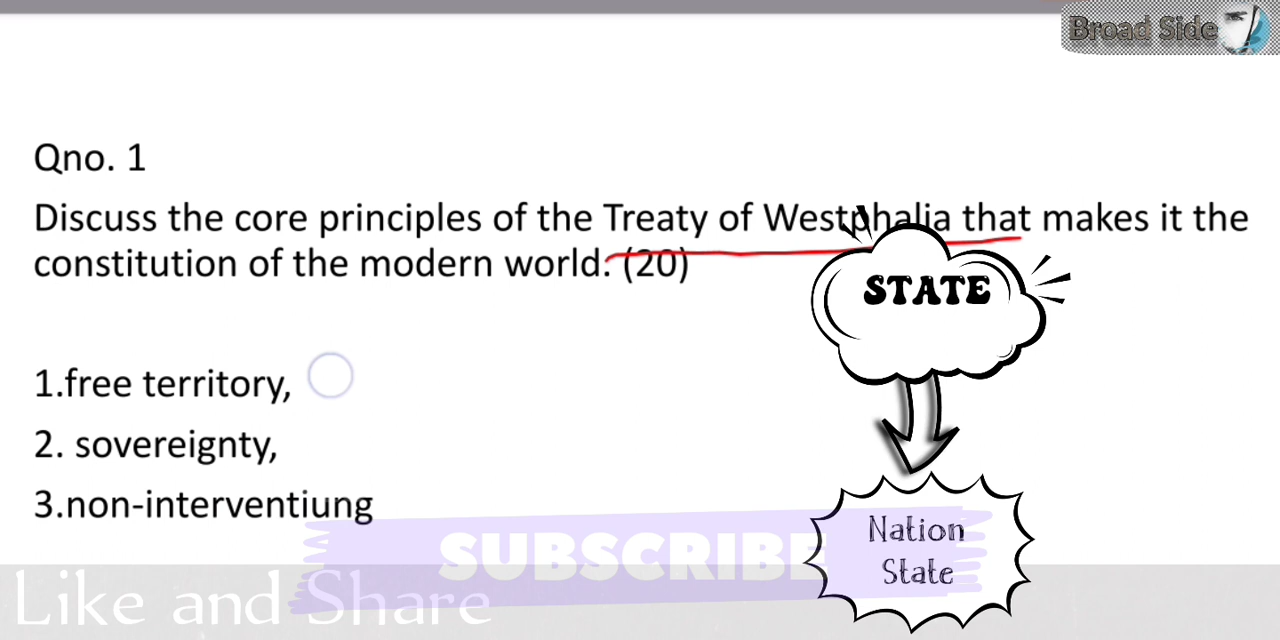 Broad Side
Qno. 1
Discuss the core principles of the Treaty of Westphalia that makes it the
constitution of the modern world. (20)
STATE
1.free territory,
2. sovereignty,
3.non-interventiung
Nation
State
SUBSCRIBE
Like and Share